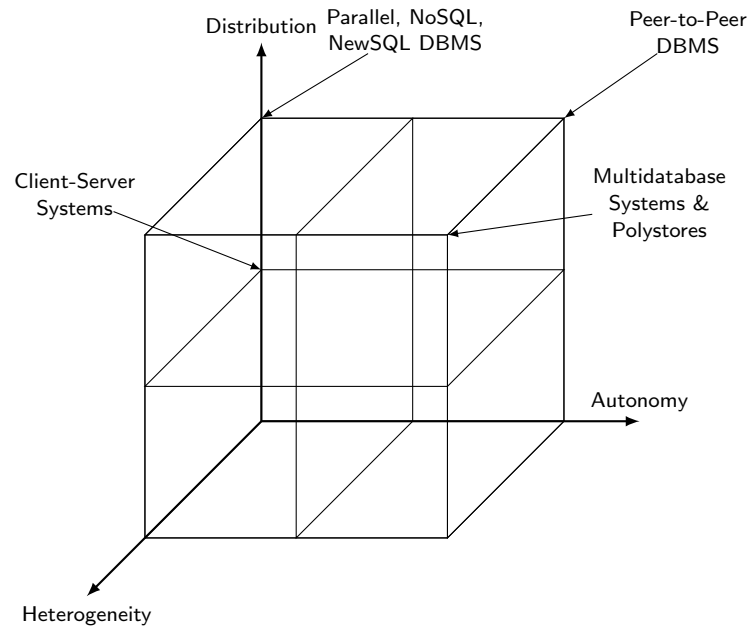 Distribution
Parallel, NoSQL,
NewSQL DBMS
Peer-to-Peer
DBMS
Client-Server
Systems
Multidatabase
Systems &
Polystores
Autonomy
Heterogeneity